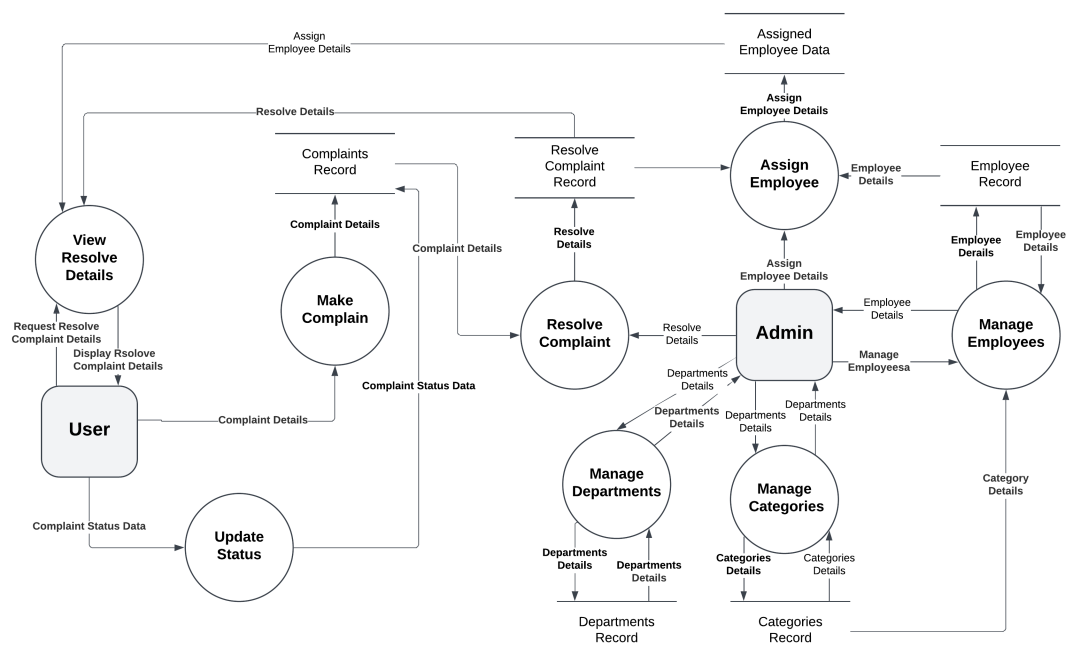 Assign
Employee Details
Assigned
Employee Data
Assign
Employee Details
Resolve Details
Complaints
Record
Resolve
Complaint
Record
Assign
Employee
Employee
Details
Employee
Record
View
Resolve
Details
Complaint Details
Complaint Details
Resolve
Details
Assign
Employee Details
Employee
Derails
Employee
Details
Make
Complain
Resolve
Complaint
Resolve
Details
Admin
Employee
Details
Manage
Employeesa
Manage
Employees
Request Resolve
Complaint Details
Display Rsolove
Complaint Details
User
Complaint Details
Complaint Status Data
Departments
Details
Departments
Details
Departments
Details
Departments
Details
Manage
Departments
Manage
Categories
Category
Details
Complaint Status Data
Update
Status
Departments
Details
Departments
Details
Categories
Details
Categories
Details
Departments
Record
Categories
Record